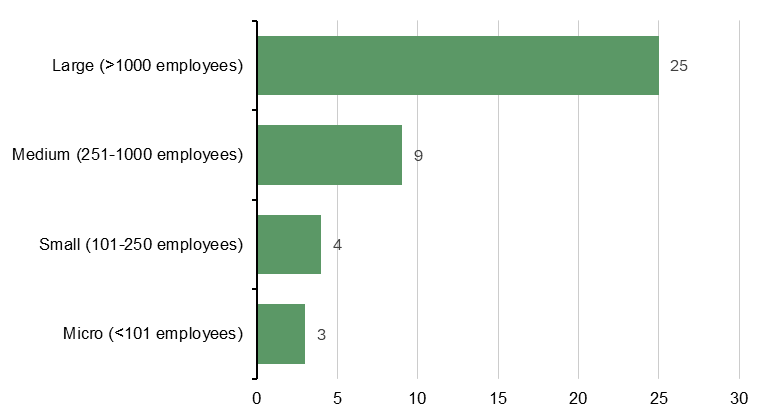 Large (>1000 employees)
25
Medium (251-1000 employees)
9
Small (101-250 employees)
4
Micro (<101 employees)
3
0 5 10 15 20 25 30